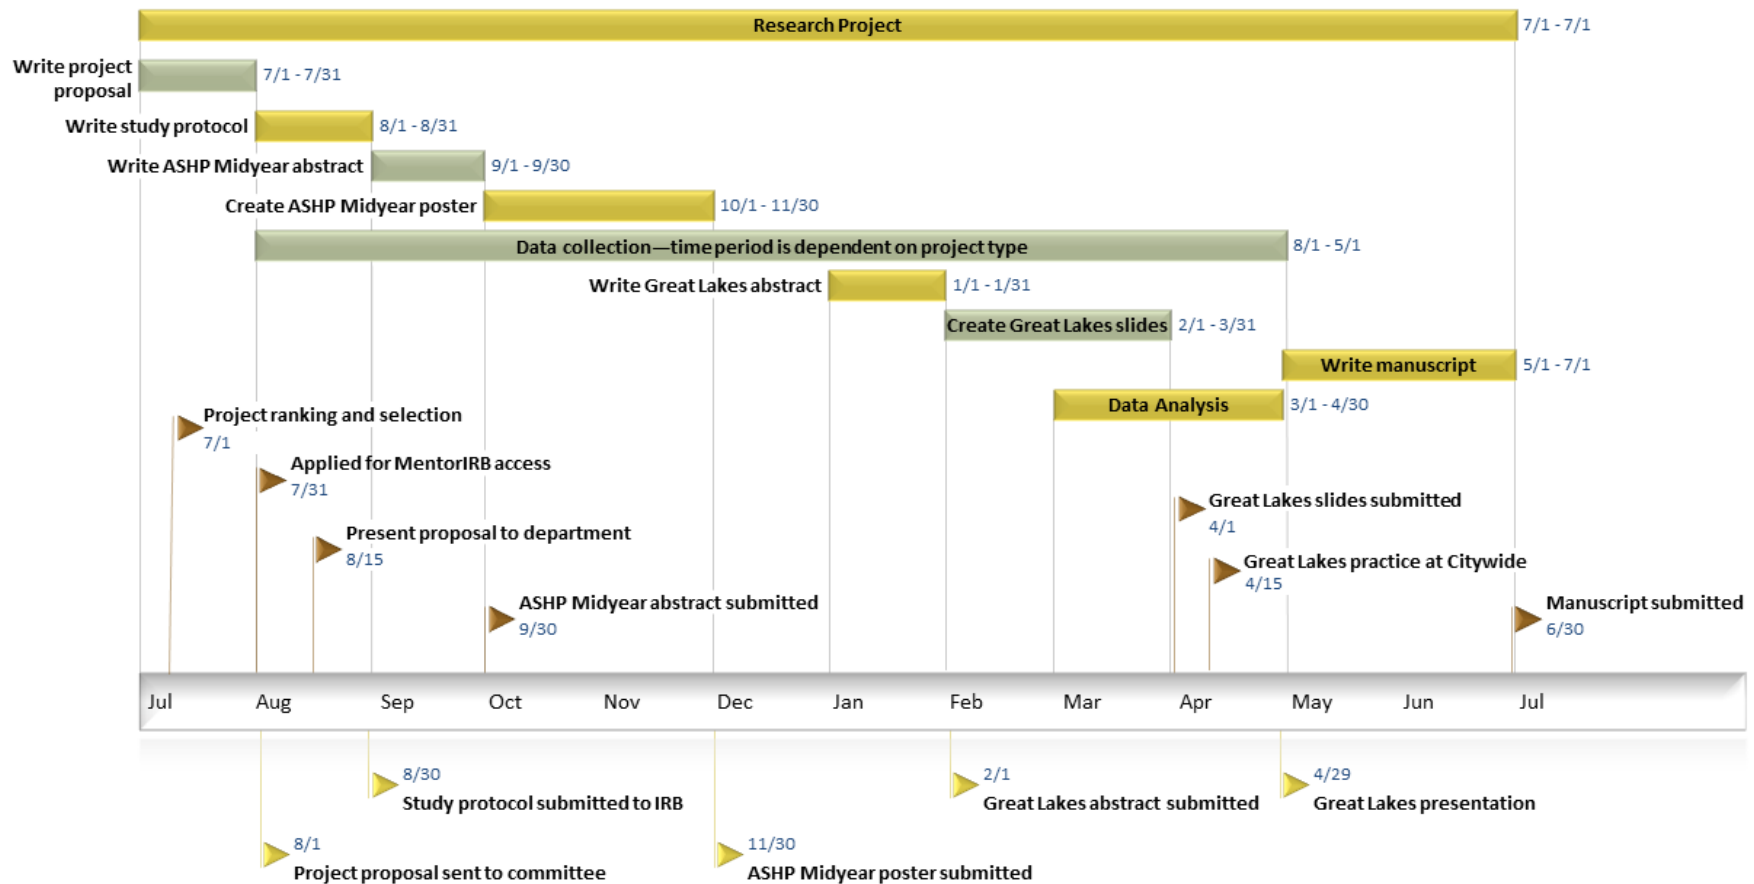 Research Project
7/1 - 7/1
Write project
proposal
7/1 - 7/31
Write study protocol
8/1 - 8/31
Write ASHP Midyear abstract
9/1 - 9/30
Create ASHP Midyear poster
10/1 - 11/30
Data collection—time period is dependent on project type
8/1 - 5/1
Write Great Lakes abstract
1/1 - 1/31
Create Great Lakes slides
2/1 - 3/31
Write manuscript
5/1 - 7/1
Data Analysis
3/1 - 4/30
Project ranking and selection
7/1
Applied for MentorIRB access
7/31
Great Lakes slides submitted
4/1
Present proposal to department
8/15
Great Lakes practice at Citywide
4/15
ASHP Midyear abstract submitted
9/30
Manuscript submitted
6/30
Jul Aug Sep Oct Nov Dec Jan Feb Mar Apr May Jun Jul
8/30
Study protocol submitted to IRB
2/1
Great Lakes abstract submitted
4/29
Great Lakes presentation
8/1
Project proposal sent to committee
11/30
ASHP Midyear poster submitted